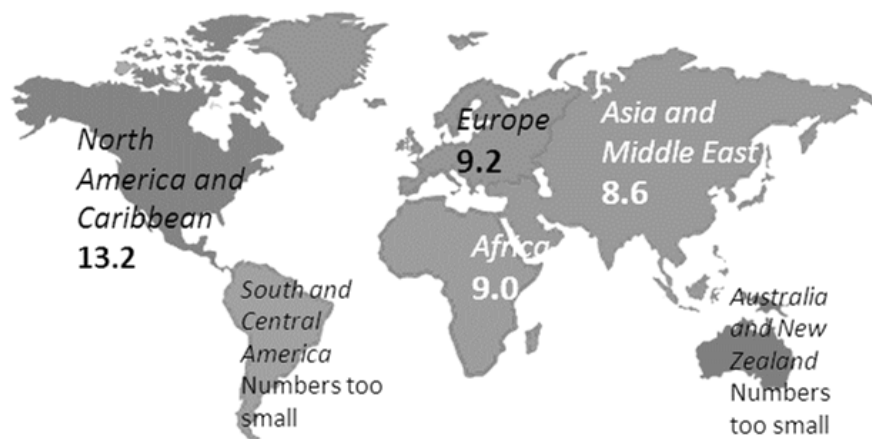 North
America and
Caribbean
13.2
Europe
9.2
Asia and
Middle East
8.6
Africa
9.0
South and
Central
America
Numbers too
small
Australia
and New
Zealand
Numbers
too small